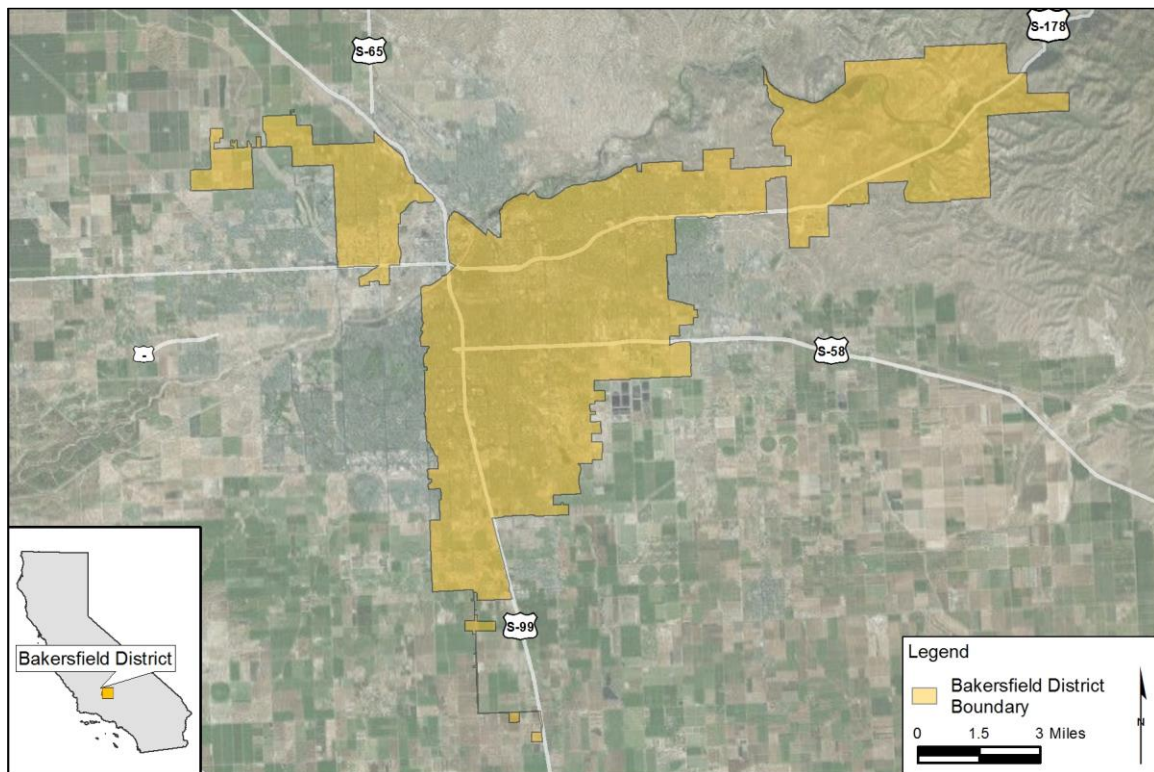 S-178
S-65
S-58
-
S-99
Bakersfield District
Legend
Bakersfield District
Boundary
0 1.5 3 Miles
N